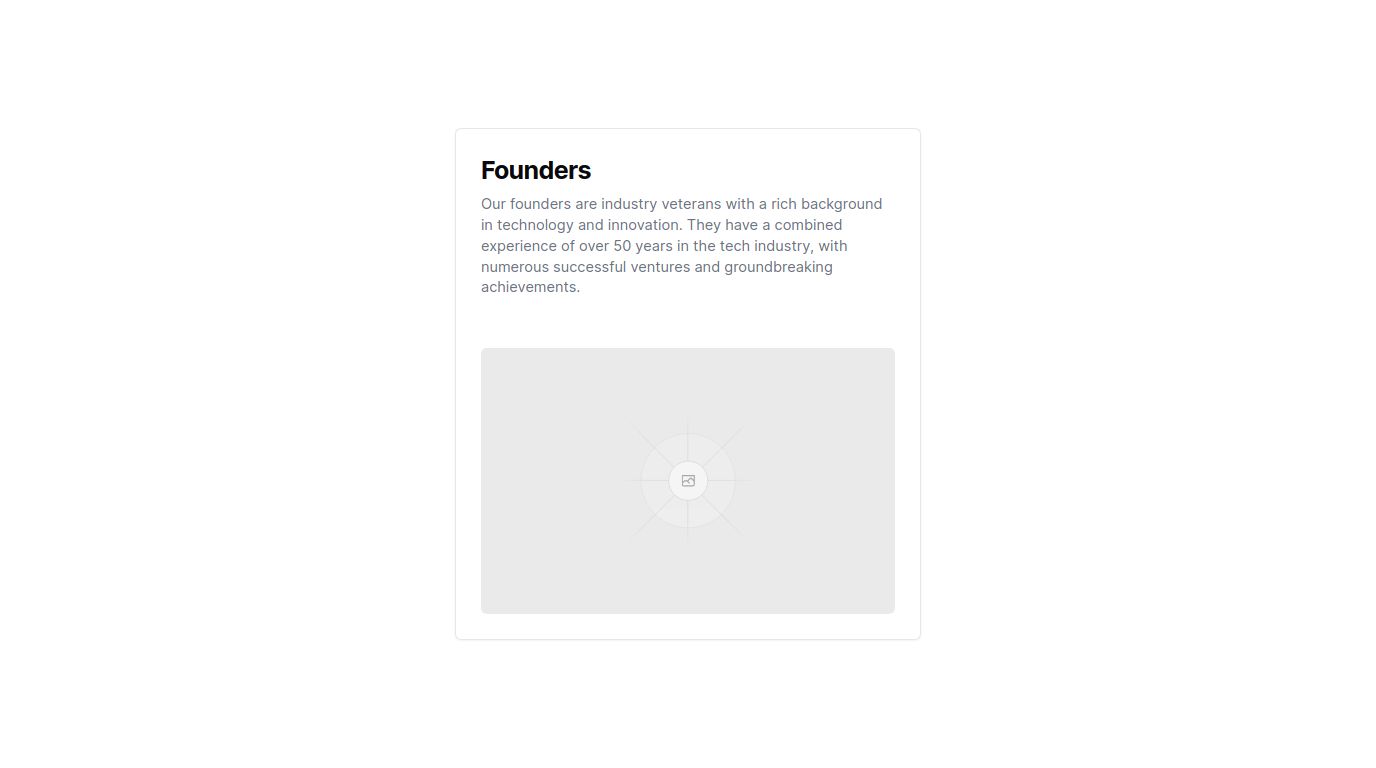 Founders
Our founders are industry veterans with a rich background
in technology and innovation. They have a combined
experience of over 50 years in the tech industry, with
numerous successful ventures and groundbreaking
achievements.